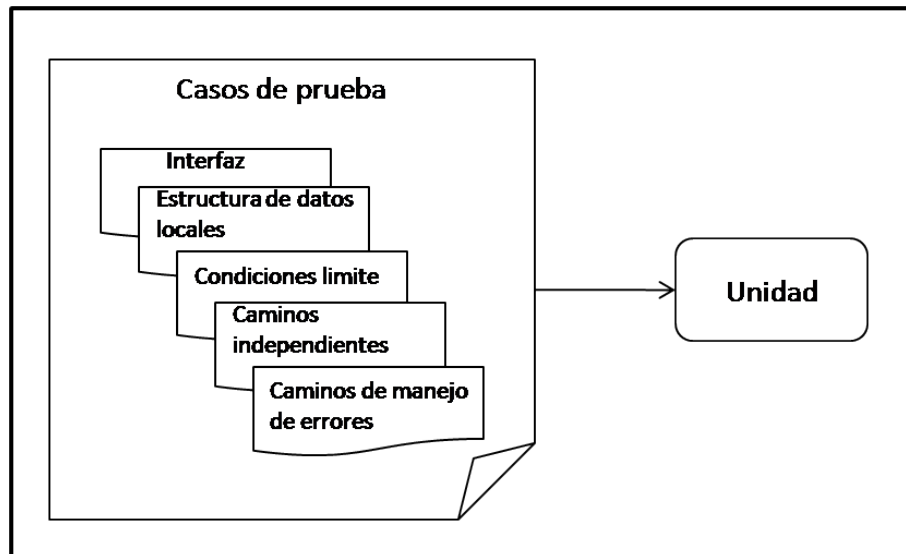 Casos de prueba
Interfaz
Estructura de datos
locales
Condiciones limite
Caminos
independientes
Caminos de manejo
de errores
Unidad